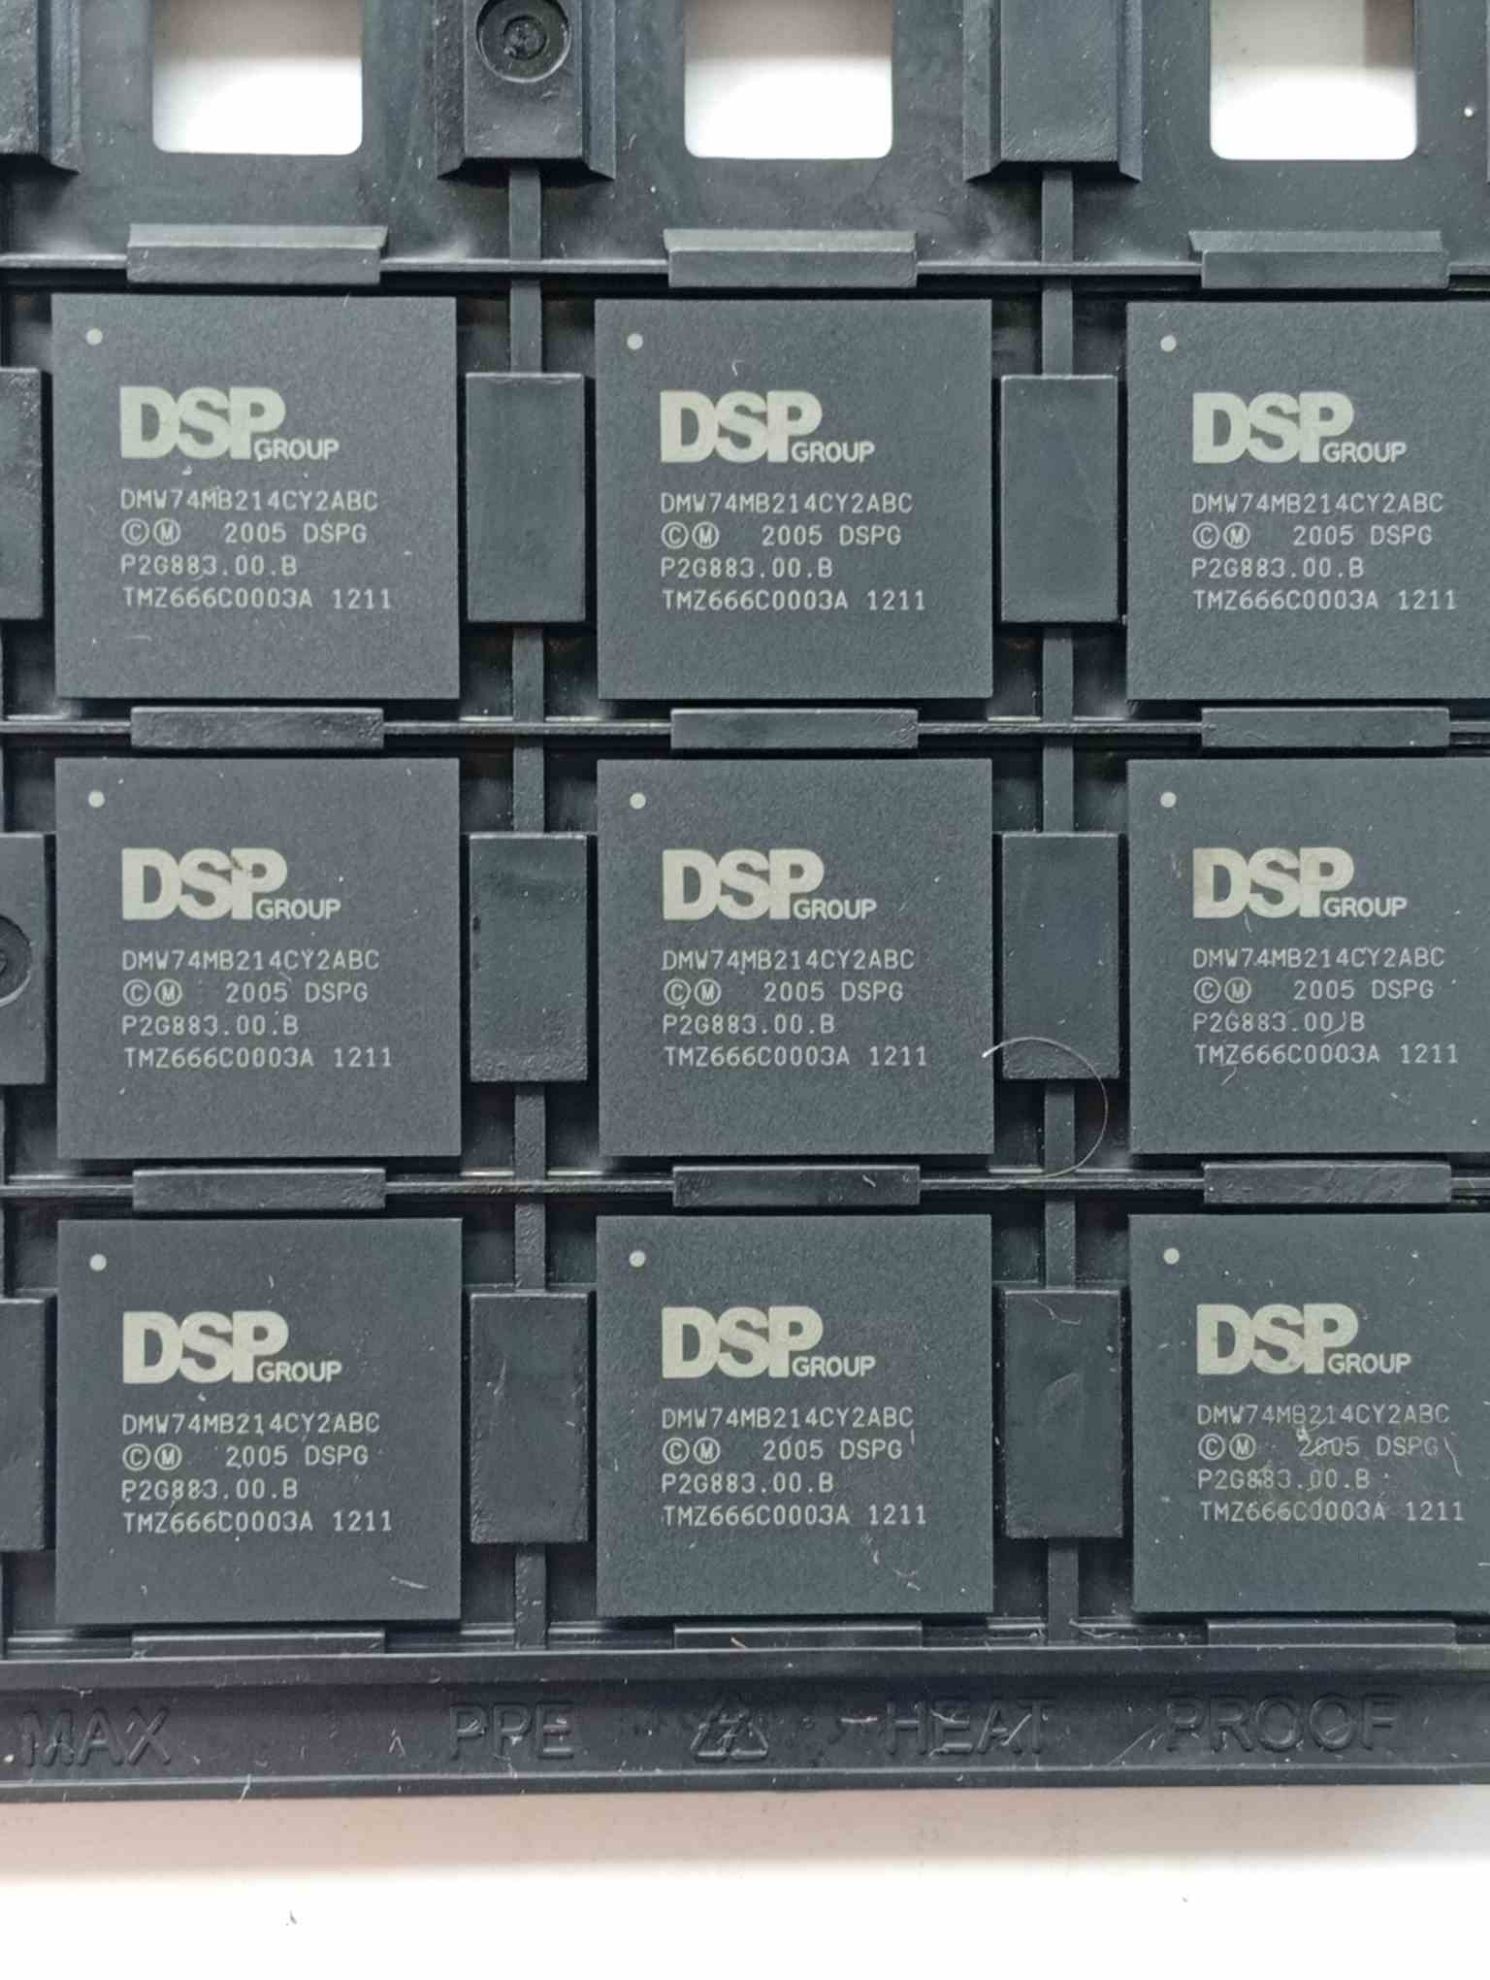 DSP GROUP
DMW74MB214CY2ABC
©Ⓜ 2005 DSPG
P2G883.00.B
TMZ666C0003A 1211
DSP GROUP
DMW74MB214CY2ABC
©Ⓜ 2005 DSPG
P2G883.00.B
TMZ666C0003A 1211
DSP GROUP
DMW74MB214CY2ABC
©Ⓜ 2005 DSPG
P2G883.00.B
TMZ666C0003A 1211
DSP GROUP
DMW74MB214CY2ABC
©Ⓜ 2005 DSPG
P2G883.00.B
TMZ666C0003A 1211
DSP GROUP
DMW74MB214CY2ABC
©Ⓜ 2005 DSPG
P2G883.00.B
TMZ666C0003A 1211
DSP GROUP
DMW74MB214CY2ABC
©Ⓜ 2005 DSPG
P2G883.00.B
TMZ666C0003A 1211
DSP GROUP
DMW74MB214CY2ABC
©Ⓜ 2005 DSPG
P2G883.00.B
TMZ666C0003A 1211
DSP GROUP
DMW74MB214CY2ABC
©Ⓜ 2005 DSPG
P2G883.00.B
TMZ666C0003A 1211
DSP GROUP
DMW74MB214CY2ABC
©Ⓜ 2005 DSPG
P2G883.00.B
TMZ666C0003A 1211
MAX PPE HEAT PROOF